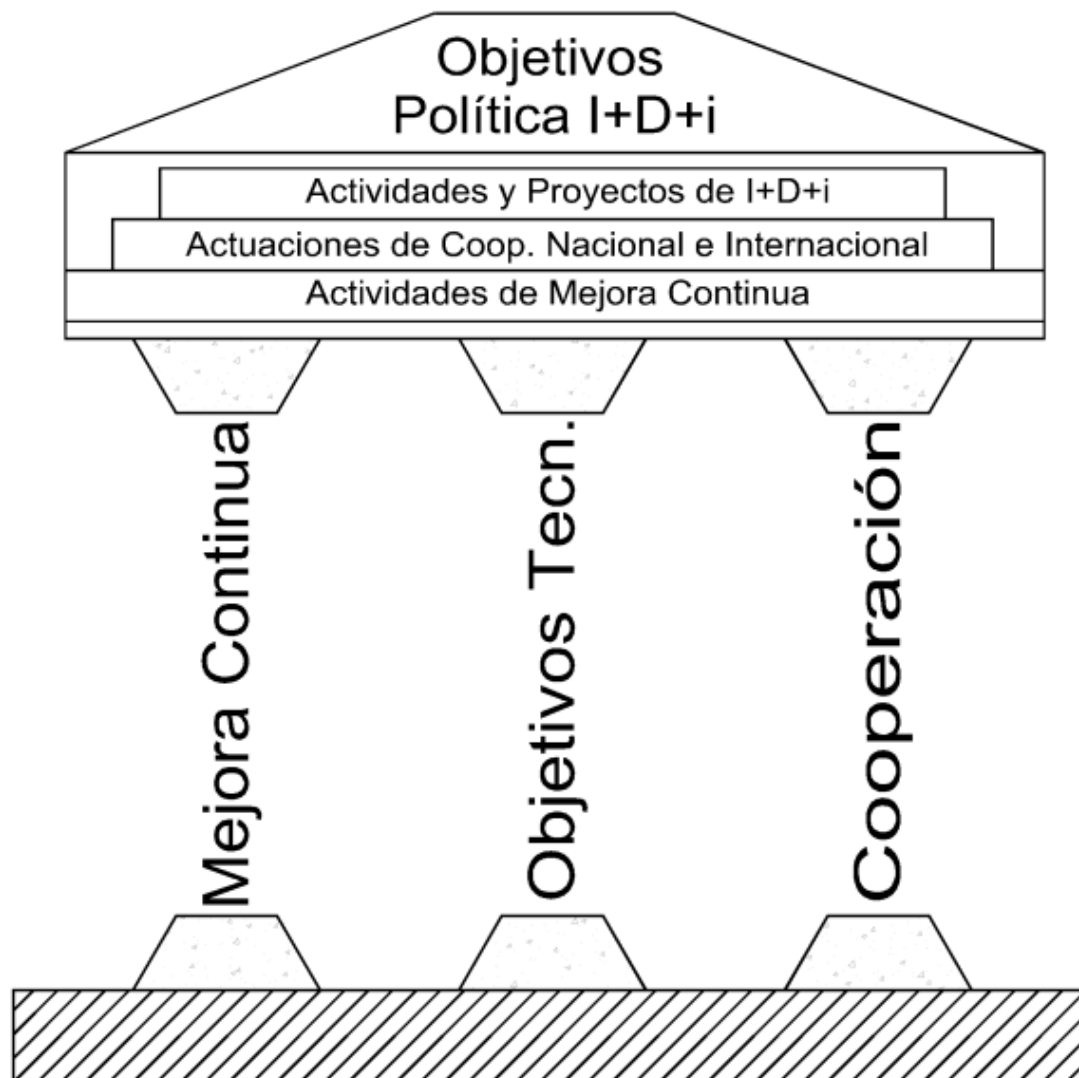 Objetivos
Política I+D+i
Actividades y Proyectos de I+D+i
Actuaciones de Coop. Nacional e Internacional
Actividades de Mejora Continua
Mejora Continua
Objetivos Tecn.
Cooperación